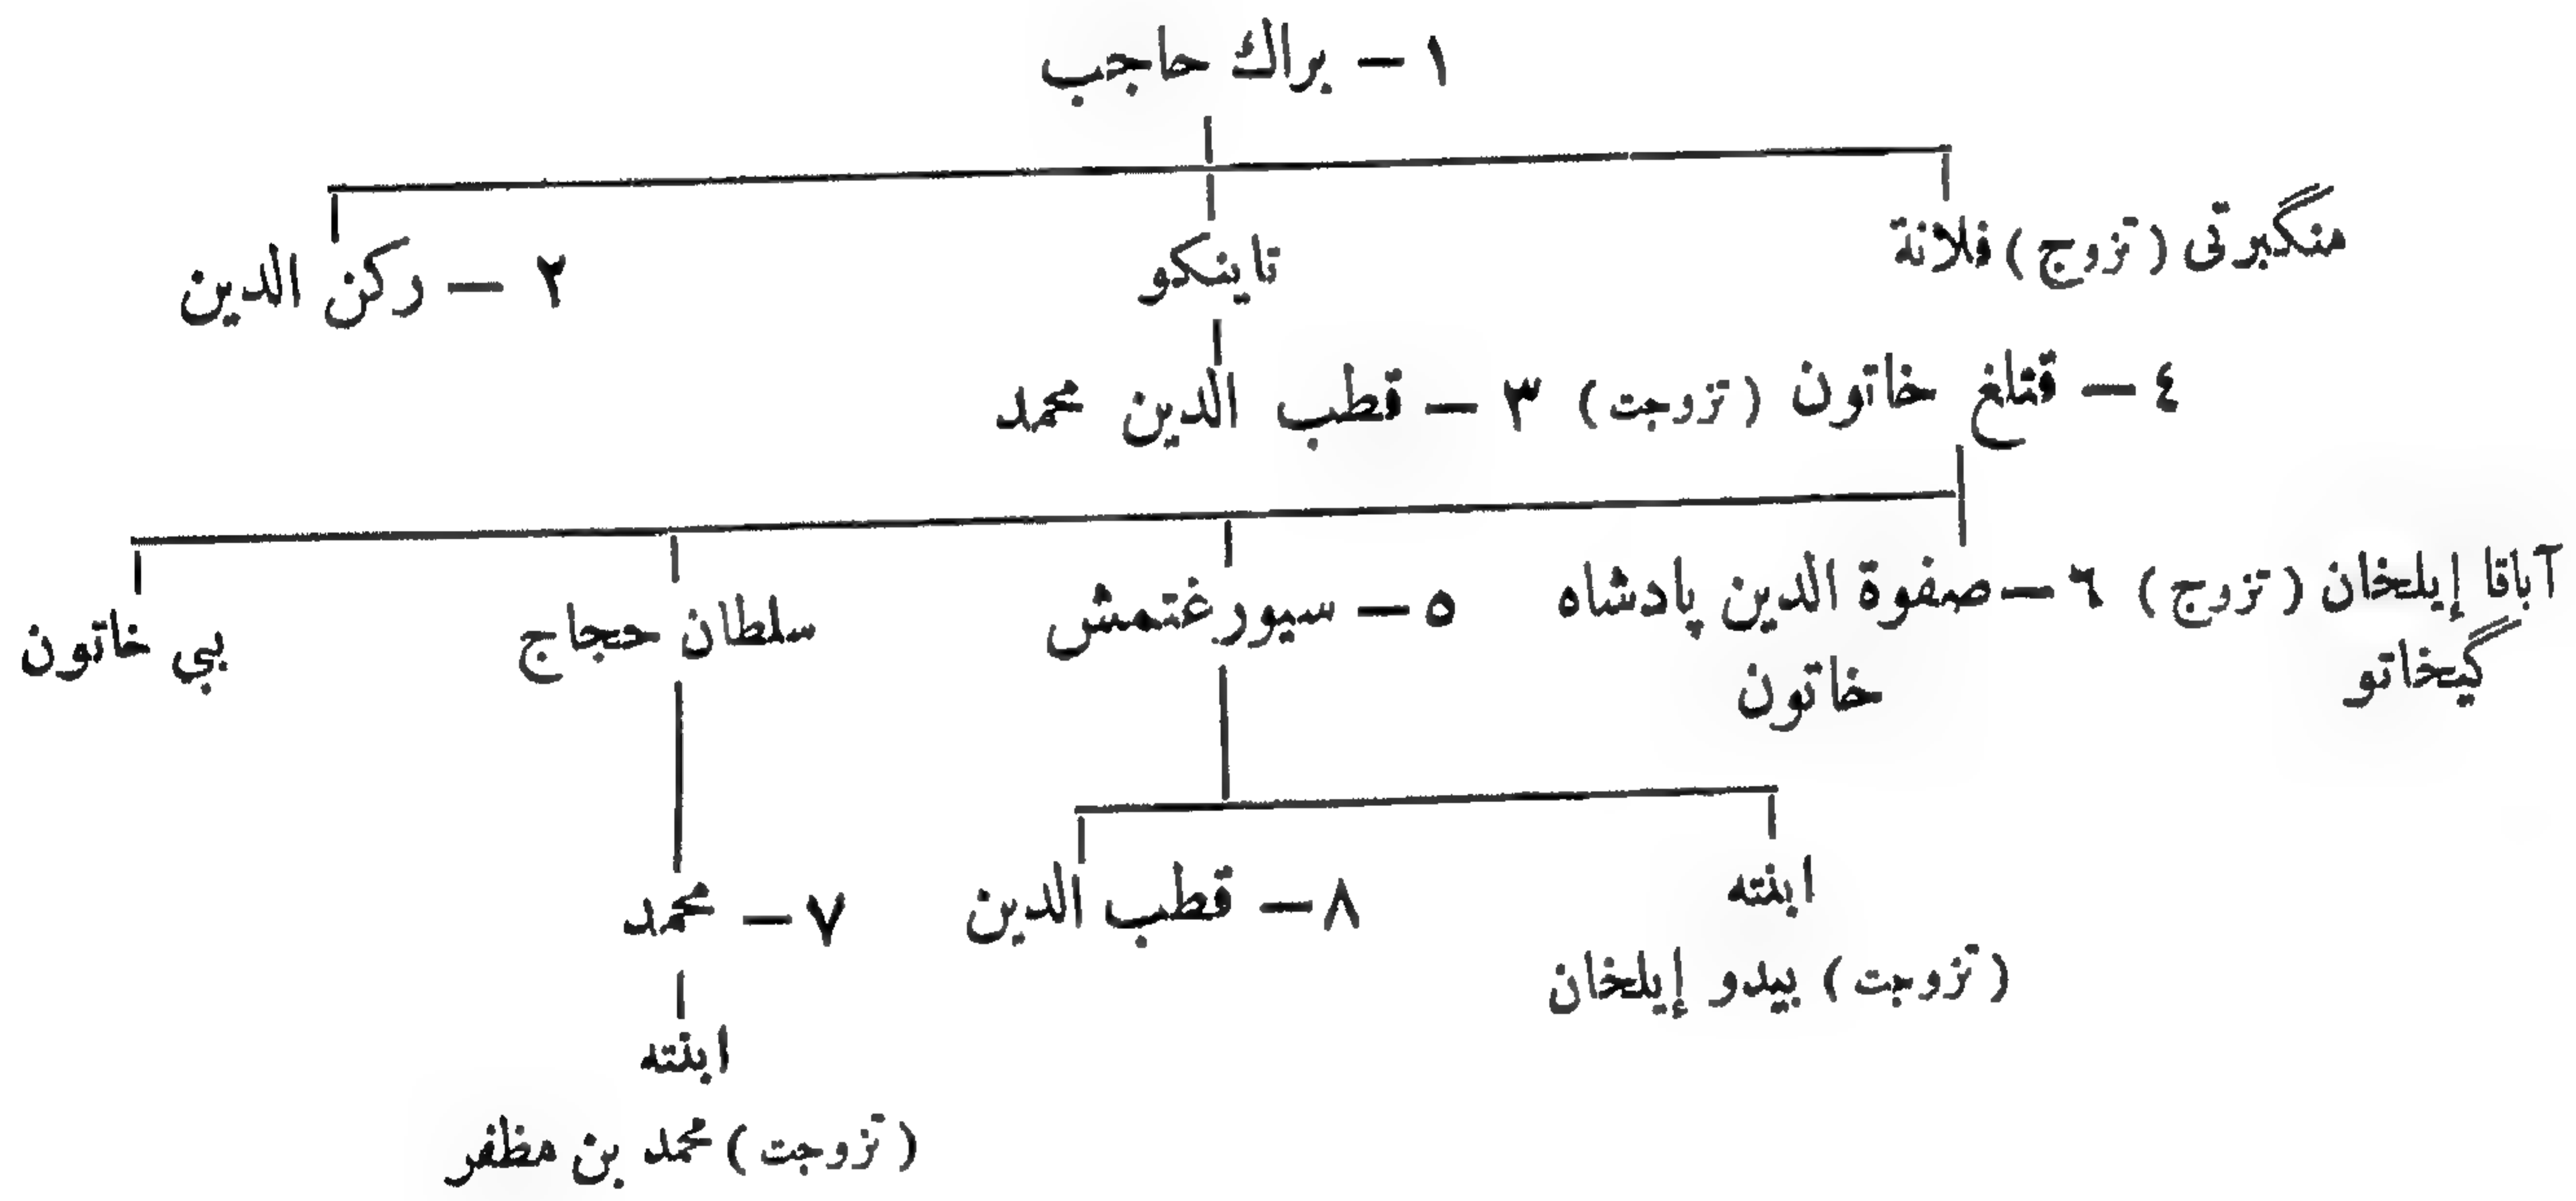 ١ – براك حاجب
منگبرتى (تزوج) فلانة
تاينكو
٢ – ركن الدين
٤ – قتلغ خاتون (تزوجت) ٣ – قطب الدين محمد
آباقا إيلخان (تزوج) ٦ – صفوة الدين پادشاه
گيخاتو
خاتون
٥ – سيورغتمش
سلطان حجاج
بي خاتون
ابنته
(تزوجت) بيدو إيلخان
٨ – قطب الدين
٧ – محمد
ابنته
(تزوجت) محمد بن مظفر